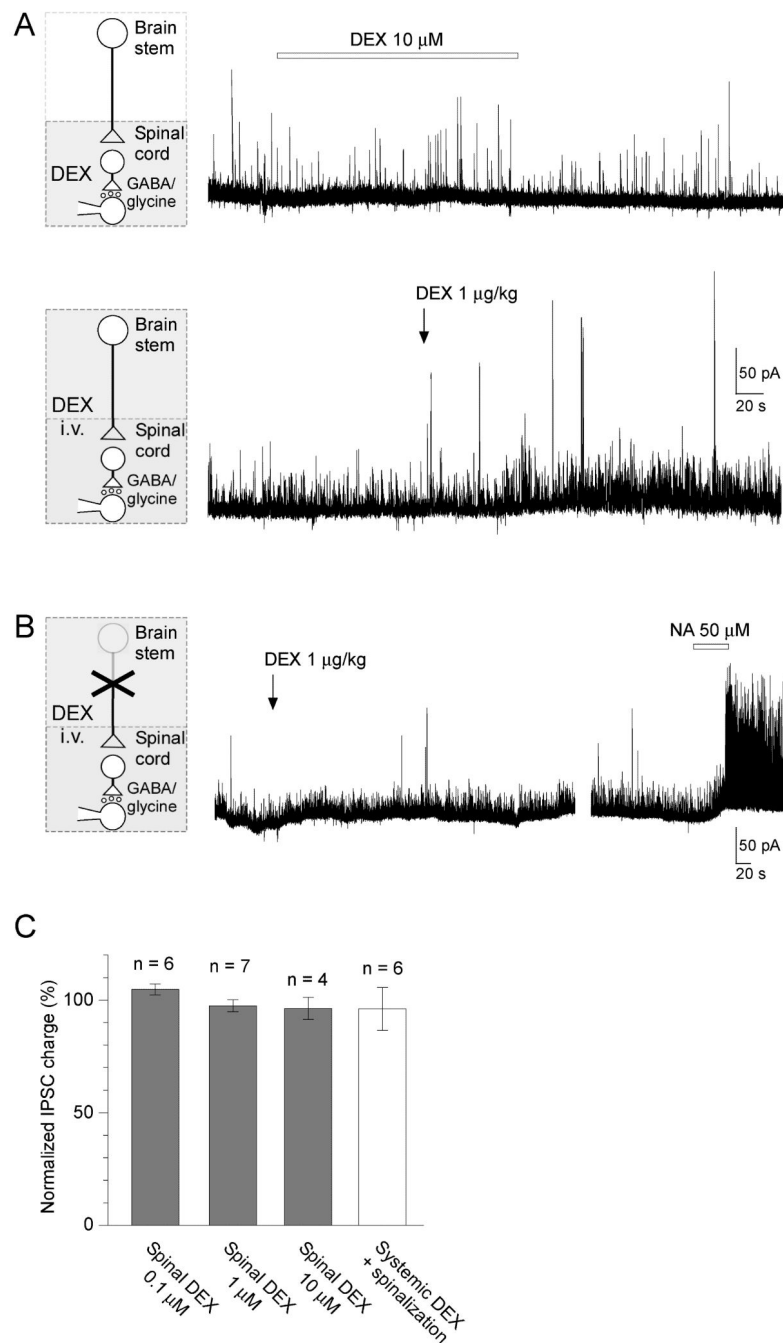 A
Brain
stem
DEX
Spinal
cord
GABA/
glycine
DEX 10 μM
Brain
stem
DEX
i.v.
Spinal
cord
GABA/
glycine
DEX 1 μg/kg
50 pA
20 s
B
Brain
stem
DEX
i.v.
Spinal
cord
GABA/
glycine
DEX 1 μg/kg
NA 50 μM
50 pA
20 s
C
Normalized IPSC charge (%)
100
50
0
n = 6
n = 7
n = 4
n = 6
Spinal DEX
0.1 μM
Spinal DEX
1 μM
Spinal DEX
10 μM
Systemic DEX
+ spinalization